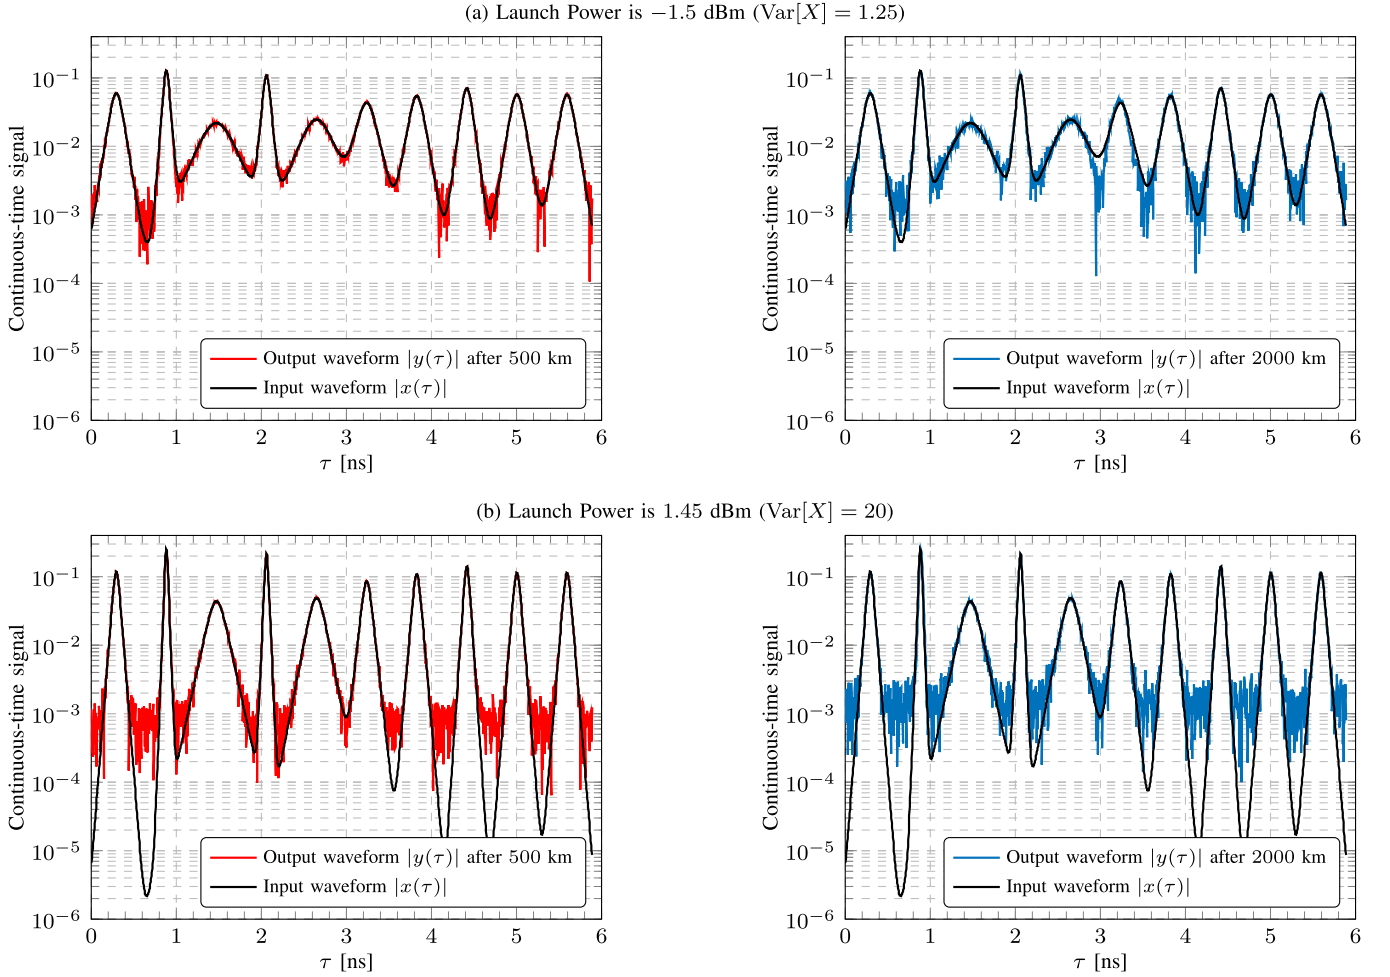 (a) Launch Power is −1.5 dBm (Var[X] = 1.25)
Continuous-time signal
10⁻¹
10⁻²
10⁻³
10⁻⁴
10⁻⁵
10⁻⁶
Output waveform |y(τ)| after 500 km
Input waveform |x(τ)|
0 1 2 3 4 5 6
τ [ns]
Continuous-time signal
10⁻¹
10⁻²
10⁻³
10⁻⁴
10⁻⁵
10⁻⁶
Output waveform |y(τ)| after 2000 km
Input waveform |x(τ)|
0 1 2 3 4 5 6
τ [ns]
(b) Launch Power is 1.45 dBm (Var[X] = 20)
Continuous-time signal
10⁻¹
10⁻²
10⁻³
10⁻⁴
10⁻⁵
10⁻⁶
Output waveform |y(τ)| after 500 km
Input waveform |x(τ)|
0 1 2 3 4 5 6
τ [ns]
Continuous-time signal
10⁻¹
10⁻²
10⁻³
10⁻⁴
10⁻⁵
10⁻⁶
Output waveform |y(τ)| after 2000 km
Input waveform |x(τ)|
0 1 2 3 4 5 6
τ [ns]